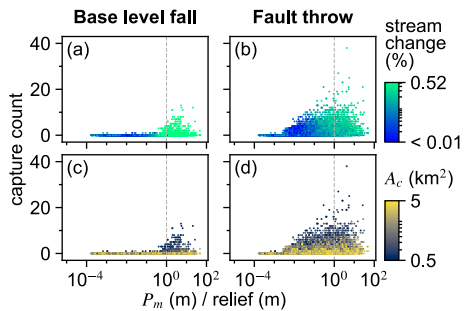 Base level fall
Fault throw
stream
change
(%)
0.52
< 0.01
A_c (km²)
5
0.5
capture count
40
20
0
40
20
0
(a)
(b)
(c)
(d)
10⁻⁴
10⁰
10²
10⁻⁴
10⁰
10²
P_m (m) / relief (m)